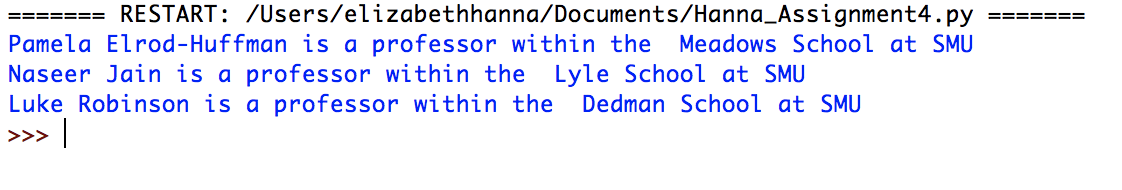 ======= RESTART: /Users/elizabethhanna/Documents/Hanna_Assignment4.py =======
Pamela Elrod-Huffman is a professor within the  Meadows School at SMU
Naseer Jain is a professor within the  Lyle School at SMU
Luke Robinson is a professor within the  Dedman School at SMU
>>>